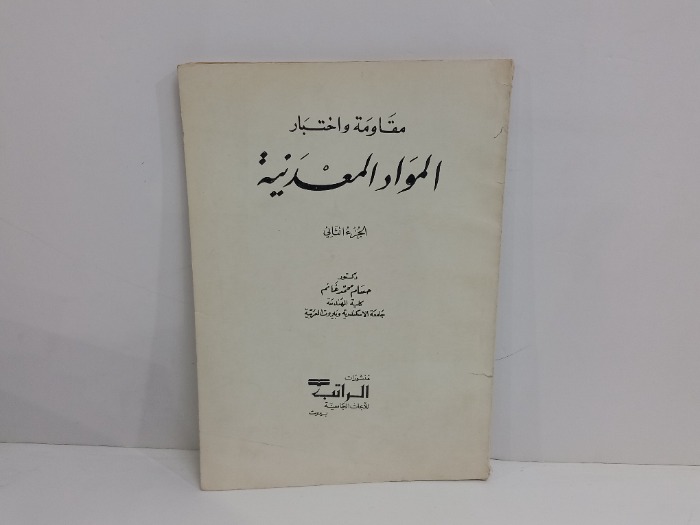 مقاومة واختبار
المواد المعدنية
الجزء الثاني
دكتور
حسام محمد غانم
كلية الهندسة
جامعة الاسكندرية وبيروت العربية
منشورات
الراتب
للأبحاث الجامعية
بيروت